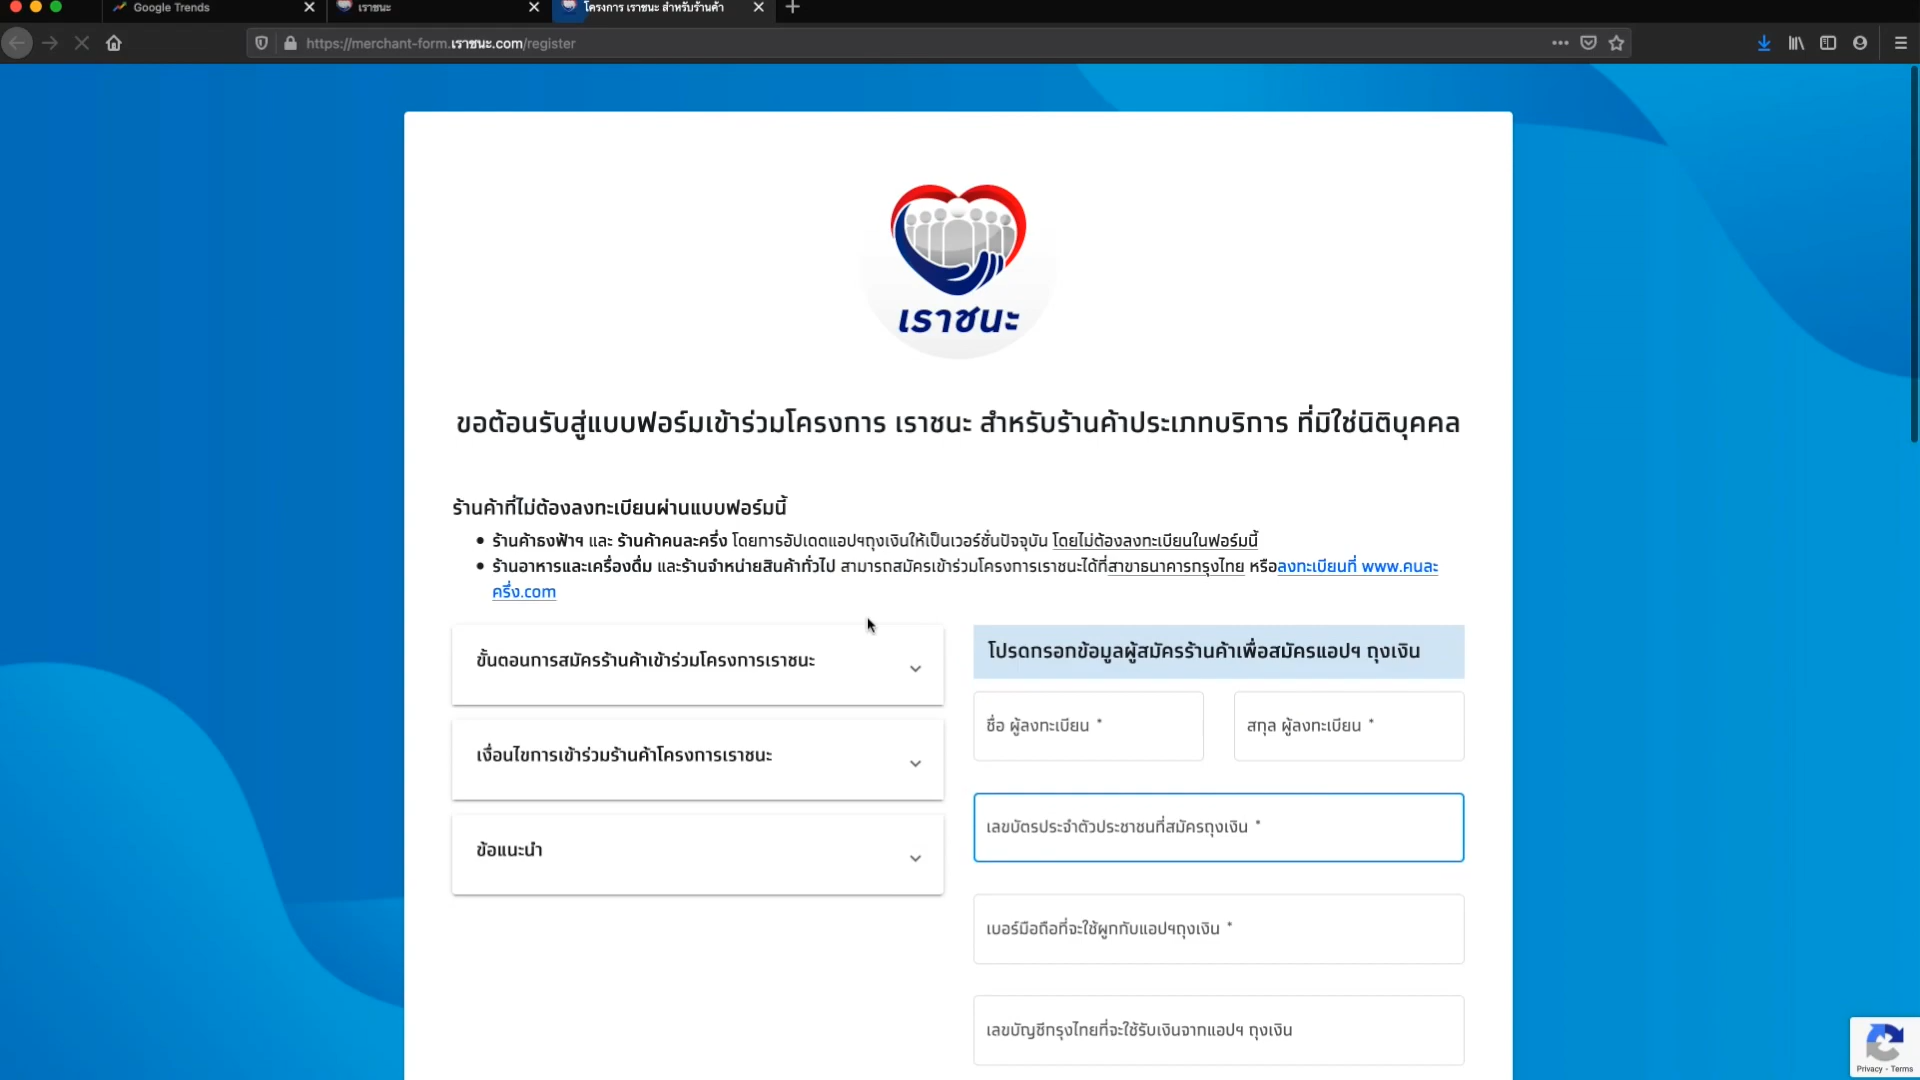 Google Trends
เราชนะ
โครงการ เราชนะ สำหรับร้านค้า
https://merchant-form.เราชนะ.com/register
เราชนะ
ขอต้อนรับสู่แบบฟอร์มเข้าร่วมโครงการ เราชนะ สำหรับร้านค้าประเภทบริการ ที่มิใช่นิติบุคคล
ร้านค้าที่ไม่ต้องลงทะเบียนผ่านแบบฟอร์มนี้
ร้านค้าธงฟ้าฯ และ ร้านค้าคนละครึ่ง โดยการอัปเดตแอปฯถุงเงินให้เป็นเวอร์ชั่นปัจจุบัน โดยไม่ต้องลงทะเบียนในฟอร์มนี้
ร้านอาหารและเครื่องดื่ม และร้านจำหน่ายสินค้าทั่วไป สามารถสมัครเข้าร่วมโครงการเราชนะได้ที่สาขาธนาคารกรุงไทย หรือลงทะเบียนที่ www.คนละ
ครึ่ง.com
ขั้นตอนการสมัครร้านค้าเข้าร่วมโครงการเราชนะ
เงื่อนไขการเข้าร่วมร้านค้าโครงการเราชนะ
ข้อแนะนำ
โปรดกรอกข้อมูลผู้สมัครร้านค้าเพื่อสมัครแอปฯ ถุงเงิน
ชื่อ ผู้ลงทะเบียน *
สกุล ผู้ลงทะเบียน *
เลขบัตรประจำตัวประชาชนที่สมัครถุงเงิน *
เบอร์มือถือที่จะใช้ผูกกับแอปฯถุงเงิน *
เลขบัญชีกรุงไทยที่จะใช้รับเงินจากแอปฯ ถุงเงิน
Privacy - Terms